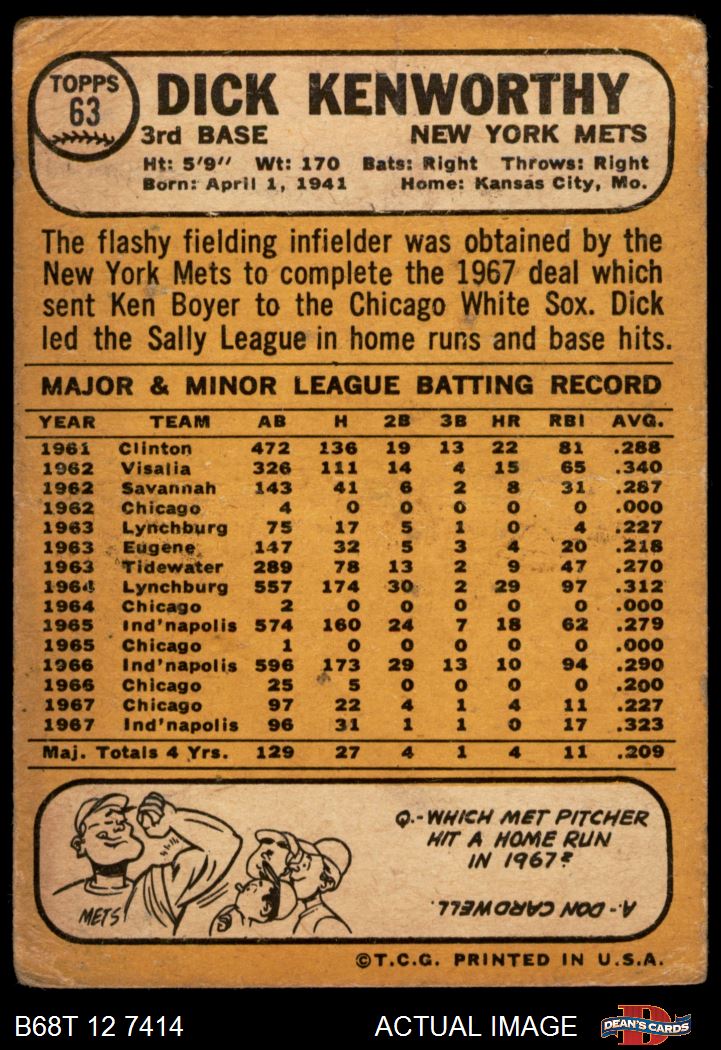 TOPPS
63
DICK KENWORTHY
3rd BASE NEW YORK METS
Ht: 5'9" Wt: 170 Bats: Right Throws: Right
Born: April 1, 1941 Home: Kansas City, Mo.
The flashy fielding infielder was obtained by the
New York Mets to complete the 1967 deal which
sent Ken Boyer to the Chicago White Sox. Dick
led the Sally League in home runs and base hits.
MAJOR & MINOR LEAGUE BATTING RECORD
YEAR TEAM AB H 2B 3B HR RBI AVG.
1961 Clinton 472 136 19 13 22 81 .288
1962 Visalia 326 111 14 4 15 65 .340
1962 Savannah 143 41 6 2 8 31 .287
1962 Chicago 4 0 0 0 0 0 .000
1963 Lynchburg 75 17 5 1 0 4 .227
1963 Eugene 147 32 5 3 4 20 .218
1963 Tidewater 289 78 13 2 9 47 .270
1964 Lynchburg 557 174 30 2 29 97 .312
1964 Chicago 2 0 0 0 0 0 .000
1965 Ind'napolis 574 160 24 7 18 62 .279
1965 Chicago 1 0 0 0 0 0 .000
1966 Ind'napolis 596 173 29 13 10 94 .290
1966 Chicago 25 5 0 0 0 0 .200
1967 Chicago 97 22 4 1 4 11 .227
1967 Ind'napolis 96 31 1 1 0 17 .323
Maj. Totals 4 Yrs. 129 27 4 1 4 11 .209
METS
Q.-WHICH MET PITCHER
HIT A HOME RUN
IN 1967?
A.-DON CARDWELL
©T.C.G. PRINTED IN U.S.A.
B68T 12 7414 ACTUAL IMAGE DEAN'S CARDS